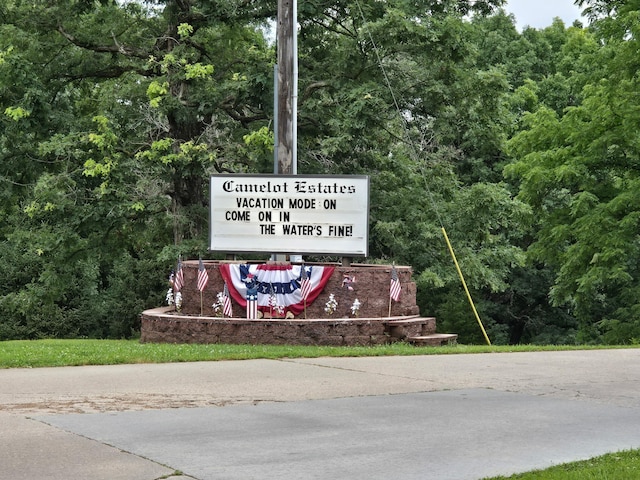 Camelot Estates
VACATION MODE ON
COME ON IN
THE WATER'S FINE!